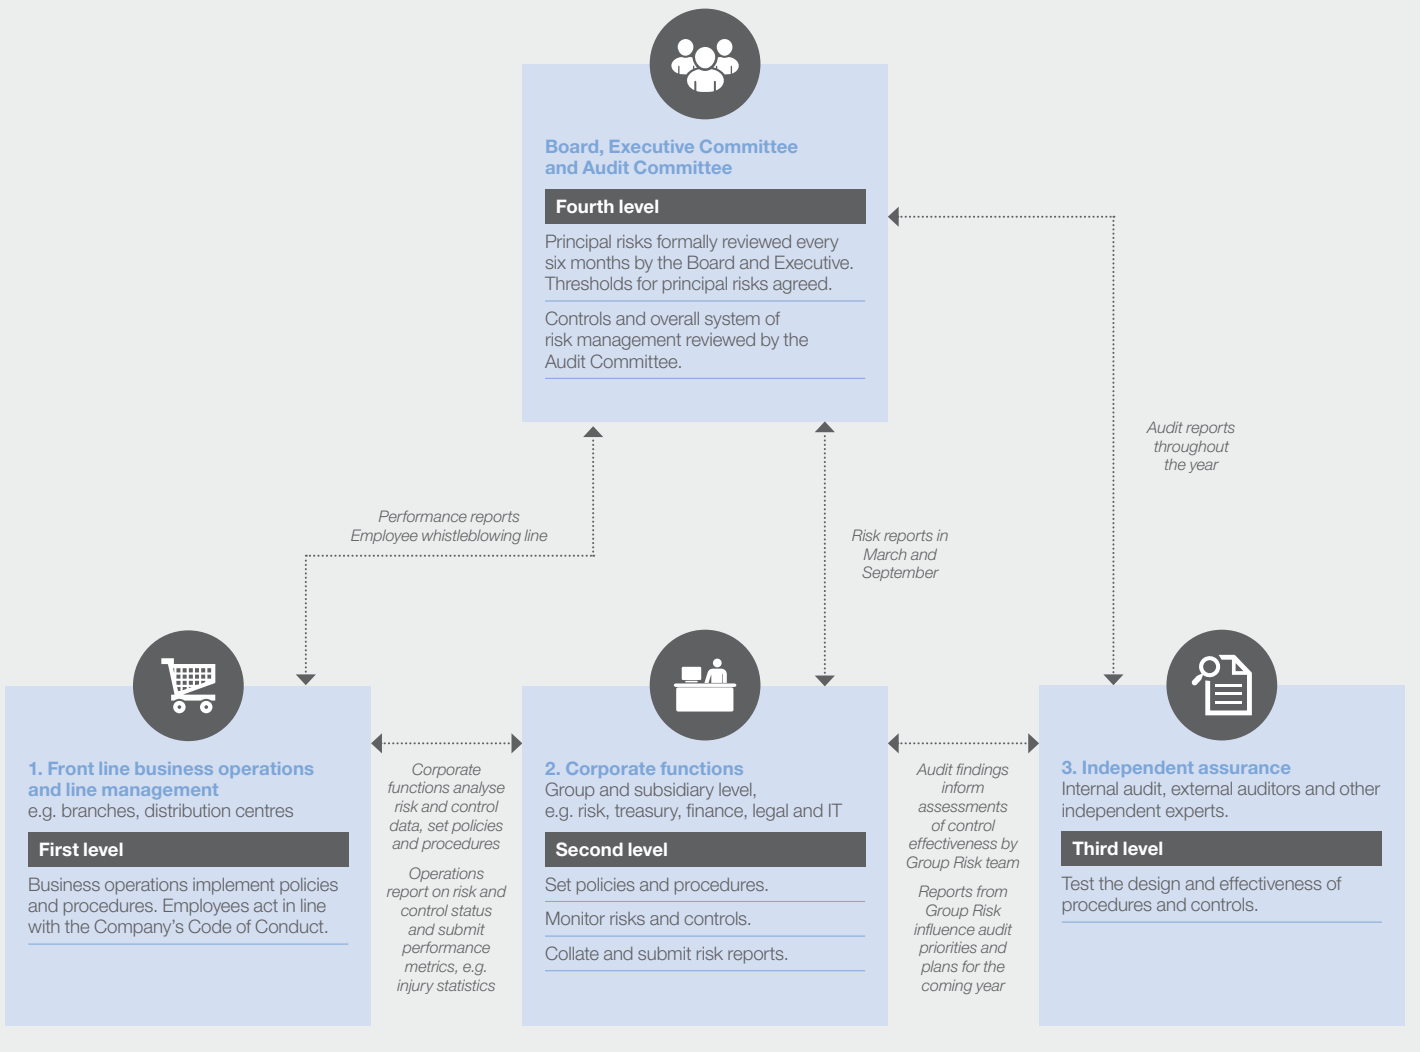 Board, Executive Committee
and Audit Committee
Fourth level
Principal risks formally reviewed every
six months by the Board and Executive.
Thresholds for principal risks agreed.
Controls and overall system of
risk management reviewed by the
Audit Committee.
Audit reports
throughout
the year
Performance reports
Employee whistleblowing line
Risk reports in
March and
September
1. Front line business operations
and line management
e.g. branches, distribution centres
First level
Business operations implement policies
and procedures. Employees act in line
with the Company's Code of Conduct.
Corporate
functions analyse
risk and control
data, set policies
and procedures
Operations
report on risk and
control status
and submit
performance
metrics, e.g.
injury statistics
2. Corporate functions
Group and subsidiary level,
e.g. risk, treasury, finance, legal and IT
Second level
Set policies and procedures.
Monitor risks and controls.
Collate and submit risk reports.
Audit findings
inform
assessments
of control
effectiveness by
Group Risk team
Reports from
Group Risk
influence audit
priorities and
plans for the
coming year
3. Independent assurance
Internal audit, external auditors and other
independent experts.
Third level
Test the design and effectiveness of
procedures and controls.